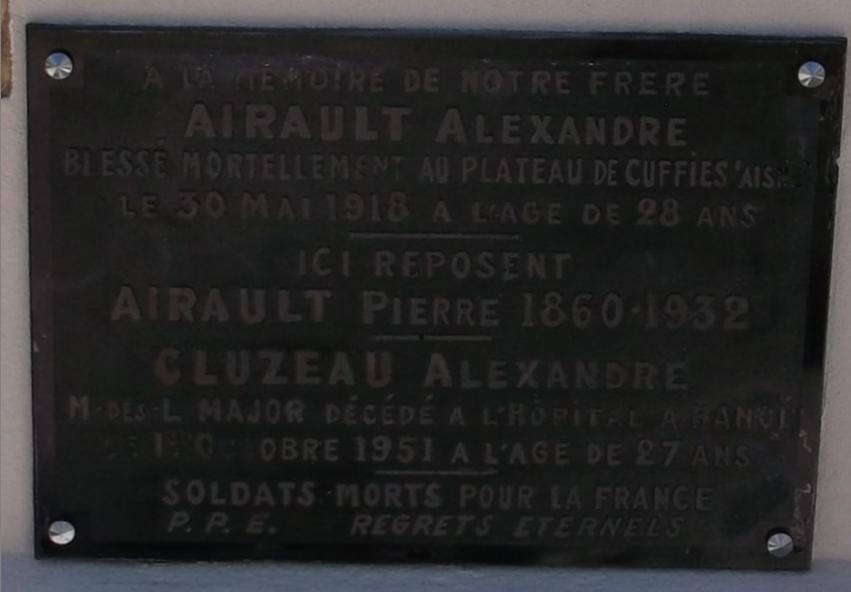 A LA MEMOIRE DE NOTRE FRERE
AIRAULT ALEXANDRE
BLESSÉ MORTELLEMENT AU PLATEAU DE CUFFIES
LE 30 MAI 1918 A L'AGE DE 28 ANS
ICI REPOSENT
AIRAULT PIERRE 1860-1932
CLUZEAU ALEXANDRE
M-DES-L MAJOR DÉCÉDÉ A L'HÔPITAL A HANOÏ
LE 1951 A L'AGE DE 27 ANS
SOLDATS MORTS POUR LA FRANCE
P.P.E. REGRETS ETERNELS